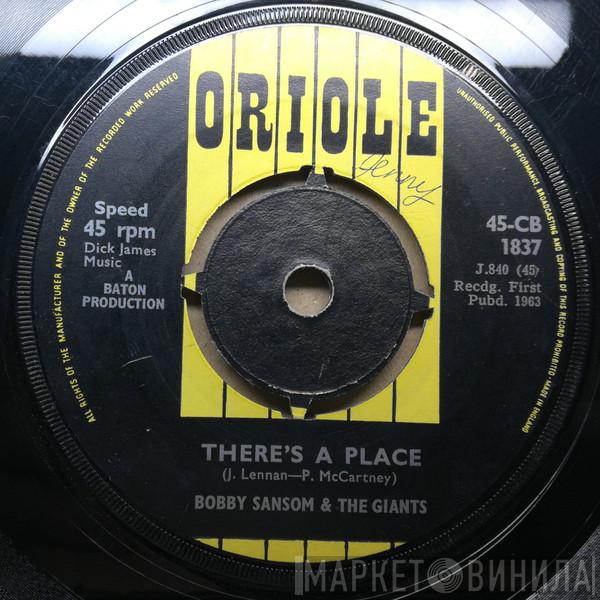 ORIOLE
Jenny
Speed
45 rpm
Dick James
Music
A
BATON
PRODUCTION
45-CB
1837
J.840 (45)
Recdg. First
Pubd. 1963
THERE'S A PLACE
(J. Lennan—P. McCartney)
BOBBY SANSOM & THE GIANTS
ALL RIGHTS OF THE MANUFACTURER AND OF THE OWNER OF THE RECORDED WORK RESERVED
UNAUTHORISED PUBLIC PERFORMANCE, BROADCASTING AND COPYING OF THIS RECORD PROHIBITED · MADE IN ENGLAND
МАРКЕТ ВИНИЛА